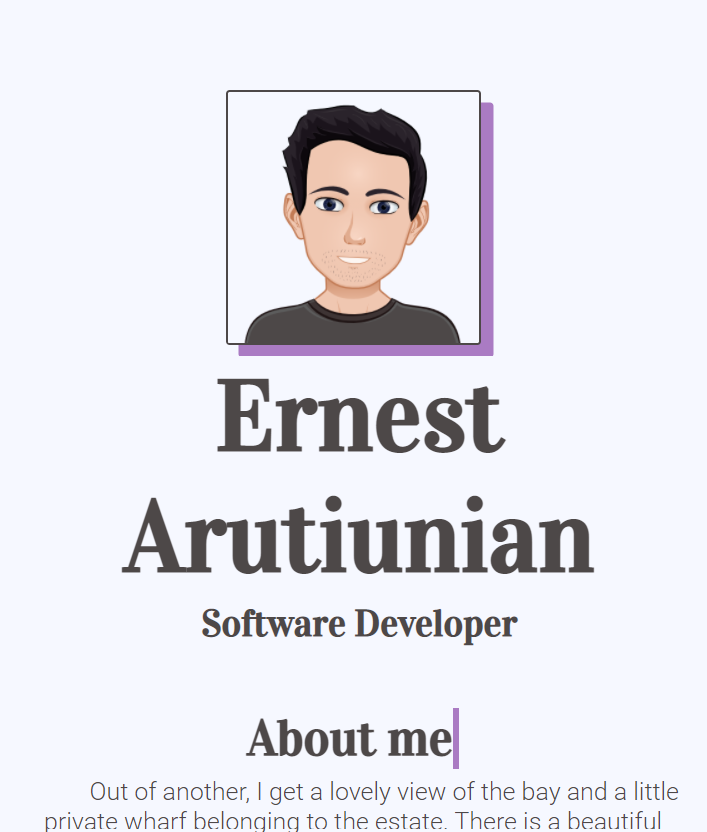 Ernest
Arutiunian
Software Developer
About me
Out of another, I get a lovely view of the bay and a little
private wharf belonging to the estate. There is a beautiful